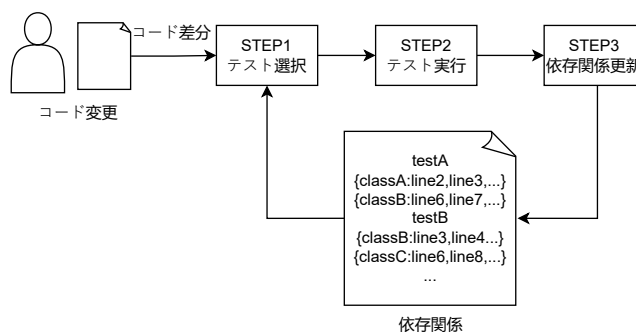 コード差分
STEP1
テスト選択
STEP2
テスト実行
STEP3
依存関係更新
コード変更
testA
{classA:line2,line3,...}
{classB:line6,line7,...}
testB
{classB:line3,line4...}
{classC:line6,line8,...}
...
依存関係